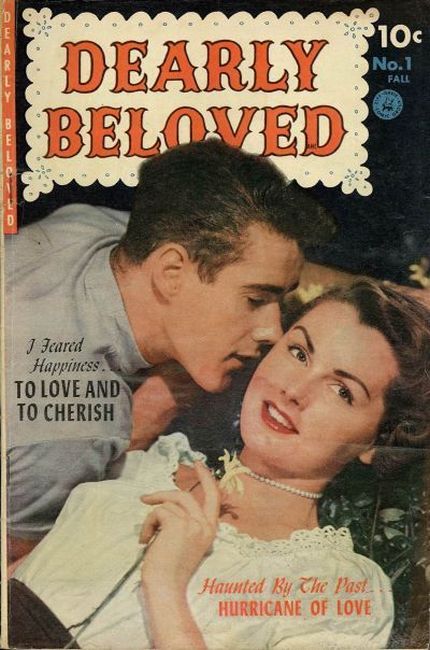 DEARLY BELOVED
DEARLY
BELOVED
10¢
No.1
FALL
I Feared
Happiness...
TO LOVE AND
TO CHERISH
Haunted By The Past...
HURRICANE OF LOVE